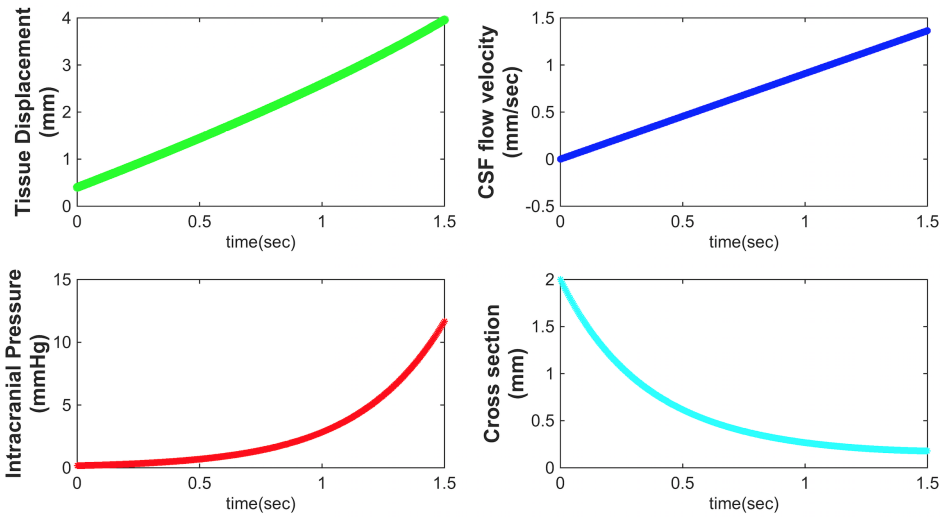 Tissue Displacement
(mm)
4
3
2
1
0
0 0.5 1 1.5
time(sec)
CSF flow velocity
(mm/sec)
1.5
1
0.5
0
-0.5
0 0.5 1 1.5
time(sec)
Intracranial Pressure
(mmHg)
15
10
5
0
0 0.5 1 1.5
time(sec)
Cross section
(mm)
2
1.5
1
0.5
0
0 0.5 1 1.5
time(sec)